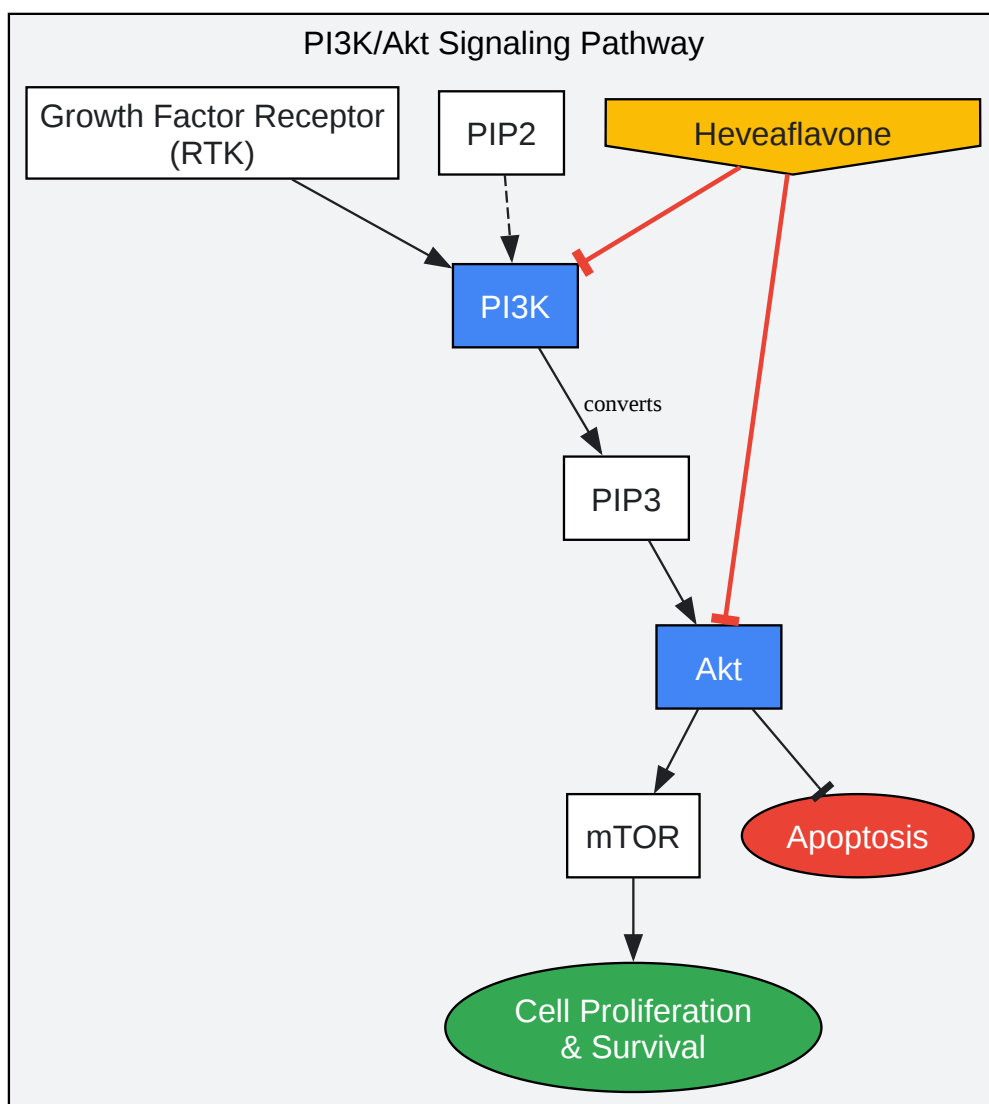 PI3K/Akt Signaling Pathway
Growth Factor Receptor
(RTK)
PIP2
Heveaflavone
PI3K
converts
PIP3
Akt
mTOR
Apoptosis
Cell Proliferation
& Survival